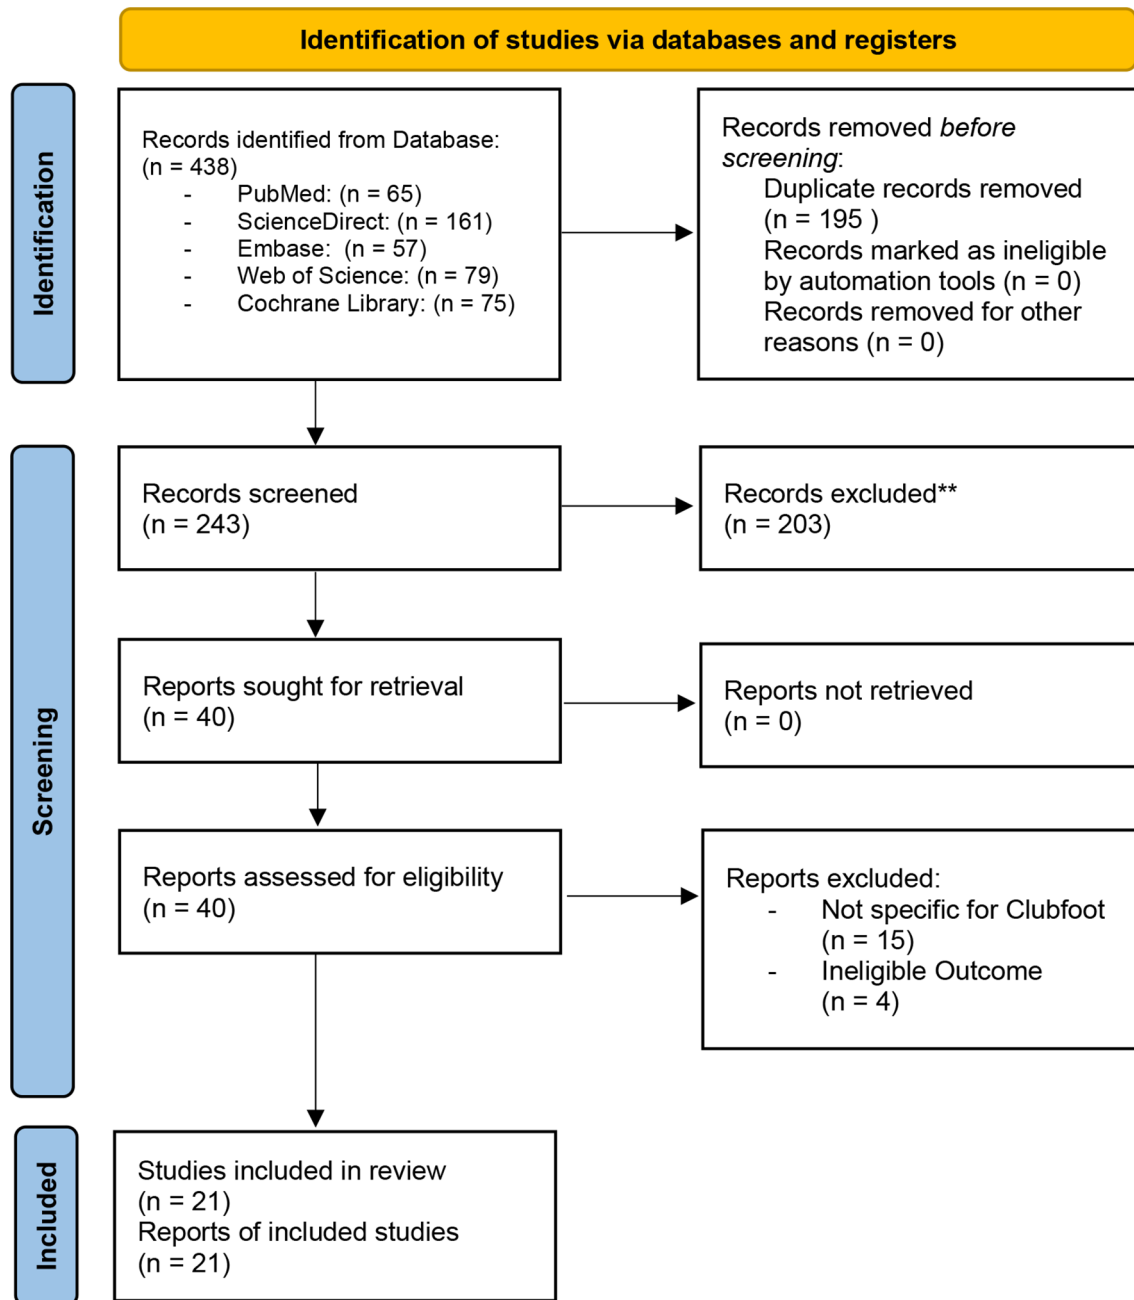 Identification of studies via databases and registers
Identification
Records identified from Database:
(n = 438)
- PubMed: (n = 65)
- ScienceDirect: (n = 161)
- Embase: (n = 57)
- Web of Science: (n = 79)
- Cochrane Library: (n = 75)
Records removed before
screening:
Duplicate records removed
(n = 195 )
Records marked as ineligible
by automation tools (n = 0)
Records removed for other
reasons (n = 0)
Screening
Records screened
(n = 243)
Records excluded**
(n = 203)
Reports sought for retrieval
(n = 40)
Reports not retrieved
(n = 0)
Reports assessed for eligibility
(n = 40)
Reports excluded:
- Not specific for Clubfoot
(n = 15)
- Ineligible Outcome
(n = 4)
Included
Studies included in review
(n = 21)
Reports of included studies
(n = 21)